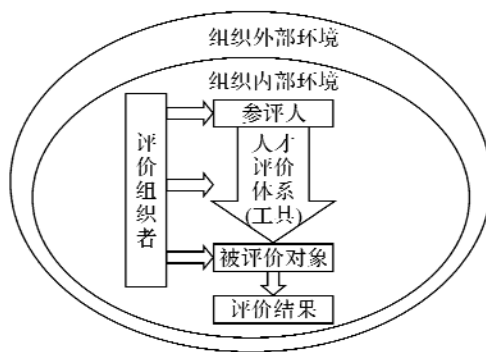 组织外部环境
组织内部环境
参评人
评价组织者
人才
评价
体系
(工具)
被评价对象
评价结果